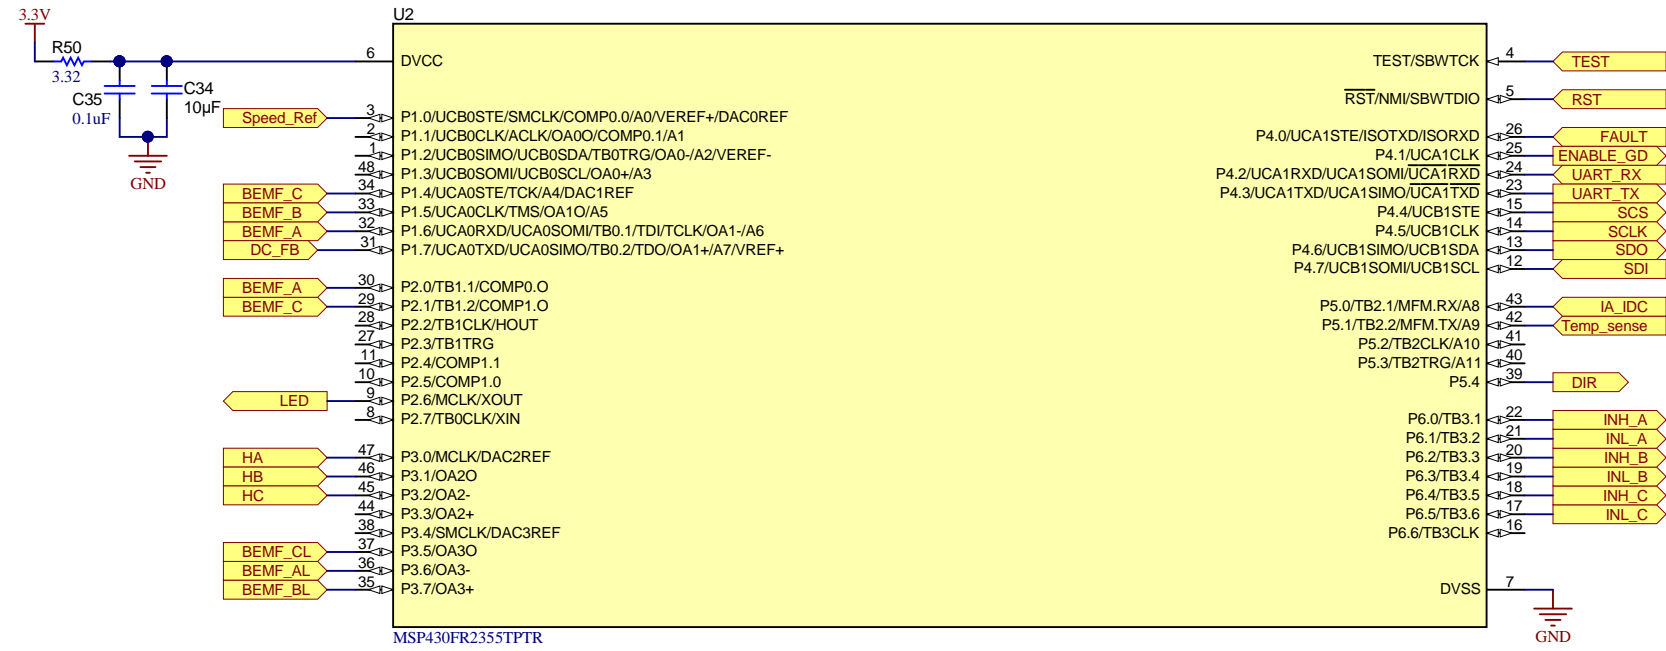 3.3V
R50
3.32
C35
0.1uF
C34
10µF
GND
U2
6 DVCC
Speed_Ref 3 P1.0/UCB0STE/SMCLK/COMP0.0/A0/VEREF+/DAC0REF
2 P1.1/UCB0CLK/ACLK/OA0O/COMP0.1/A1
1 P1.2/UCB0SIMO/UCB0SDA/TB0TRG/OA0-/A2/VEREF-
48 P1.3/UCB0SOMI/UCB0SCL/OA0+/A3
BEMF_C 34 P1.4/UCA0STE/TCK/A4/DAC1REF
BEMF_B 33 P1.5/UCA0CLK/TMS/OA1O/A5
BEMF_A 32 P1.6/UCA0RXD/UCA0SOMI/TB0.1/TDI/TCLK/OA1-/A6
DC_FB 31 P1.7/UCA0TXD/UCA0SIMO/TB0.2/TDO/OA1+/A7/VREF+
BEMF_A 30 P2.0/TB1.1/COMP0.O
BEMF_C 29 P2.1/TB1.2/COMP1.O
28 P2.2/TB1CLK/HOUT
27 P2.3/TB1TRG
11 P2.4/COMP1.1
10 P2.5/COMP1.0
LED 9 P2.6/MCLK/XOUT
8 P2.7/TB0CLK/XIN
HA 47 P3.0/MCLK/DAC2REF
HB 46 P3.1/OA2O
HC 45 P3.2/OA2-
44 P3.3/OA2+
38 P3.4/SMCLK/DAC3REF
BEMF_CL 37 P3.5/OA3O
BEMF_AL 36 P3.6/OA3-
BEMF_BL 35 P3.7/OA3+
TEST/SBWTCK 4 TEST
RST/NMI/SBWTDIO 5 RST
P4.0/UCA1STE/ISOTXD/ISORXD 26 FAULT
P4.1/UCA1CLK 25 ENABLE_GD
P4.2/UCA1RXD/UCA1SOMI/UCA1RXD 24 UART_RX
P4.3/UCA1TXD/UCA1SIMO/UCA1TXD 23 UART_TX
P4.4/UCB1STE 15 SCS
P4.5/UCB1CLK 14 SCLK
P4.6/UCB1SIMO/UCB1SDA 13 SDO
P4.7/UCB1SOMI/UCB1SCL 12 SDI
P5.0/TB2.1/MFM.RX/A8 43 IA_IDC
P5.1/TB2.2/MFM.TX/A9 42 Temp_sense
P5.2/TB2CLK/A10 41
P5.3/TB2TRG/A11 40
P5.4 39 DIR
P6.0/TB3.1 22 INH_A
P6.1/TB3.2 21 INL_A
P6.2/TB3.3 20 INH_B
P6.3/TB3.4 19 INL_B
P6.4/TB3.5 18 INH_C
P6.5/TB3.6 17 INL_C
P6.6/TB3CLK 16
DVSS 7
GND
MSP430FR2355TPTR